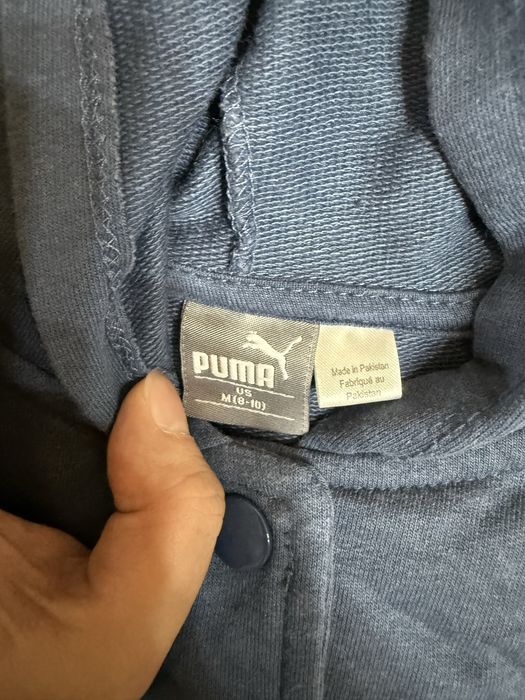 PUMA
US
M(8-10)
Made in Pakistan
Fabriqué au
Pakistan